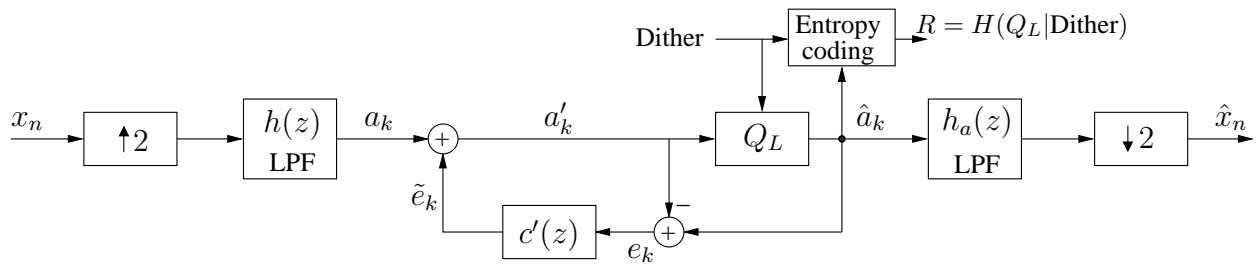 Dither
Entropy
coding
R = H(Q_L|Dither)
x_n
↑2
h(z)
LPF
a_k
+
a'_k
Q_L
â_k
h_a(z)
LPF
↓2
x̂_n
ẽ_k
c'(z)
e_k
+
−